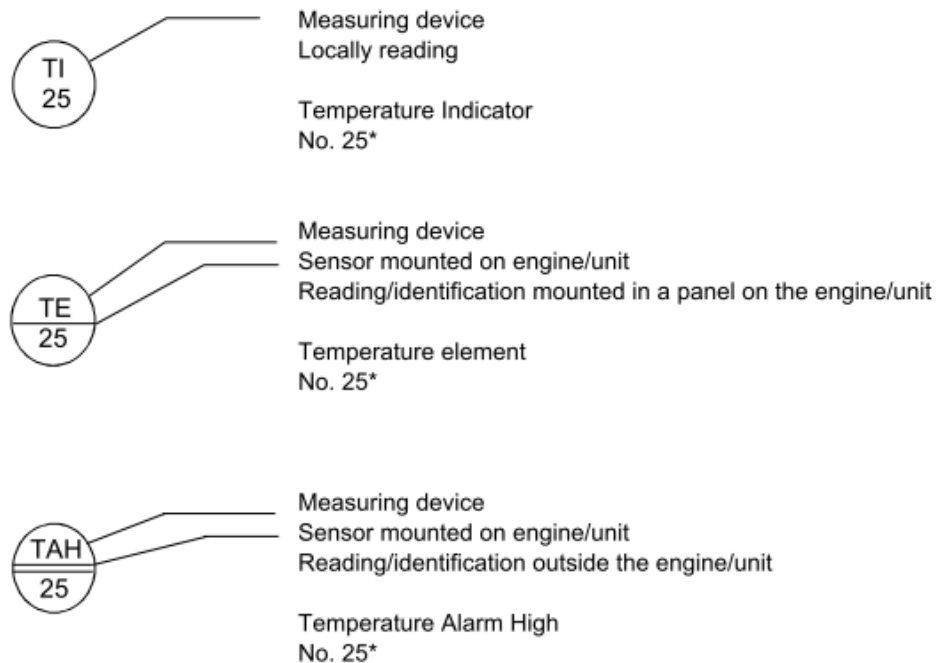 Measuring device
Locally reading
TI
25
Temperature Indicator
No. 25*
Measuring device
Sensor mounted on engine/unit
Reading/identification mounted in a panel on the engine/unit
TE
25
Temperature element
No. 25*
Measuring device
Sensor mounted on engine/unit
Reading/identification outside the engine/unit
TAH
25
Temperature Alarm High
No. 25*